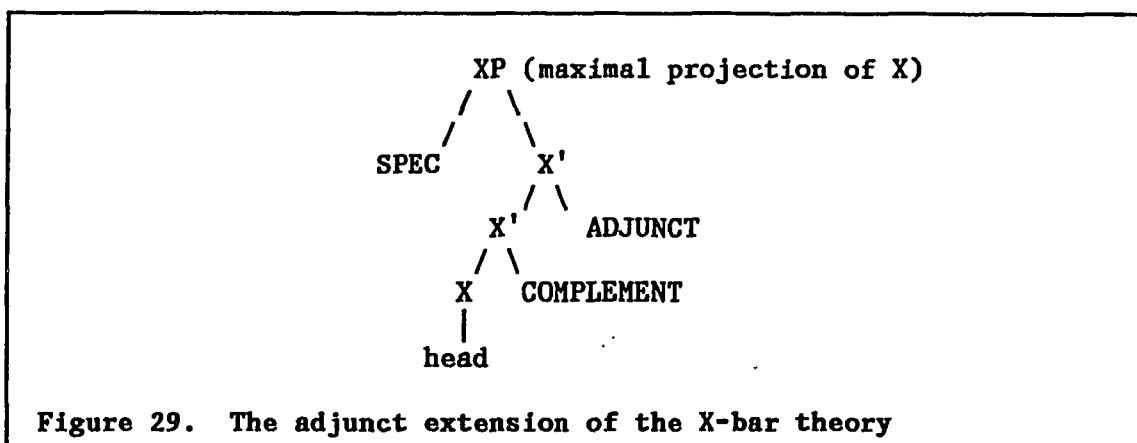 XP (maximal projection of X)
SPEC X'
X' ADJUNCT
X COMPLEMENT
head
Figure 29. The adjunct extension of the X-bar theory